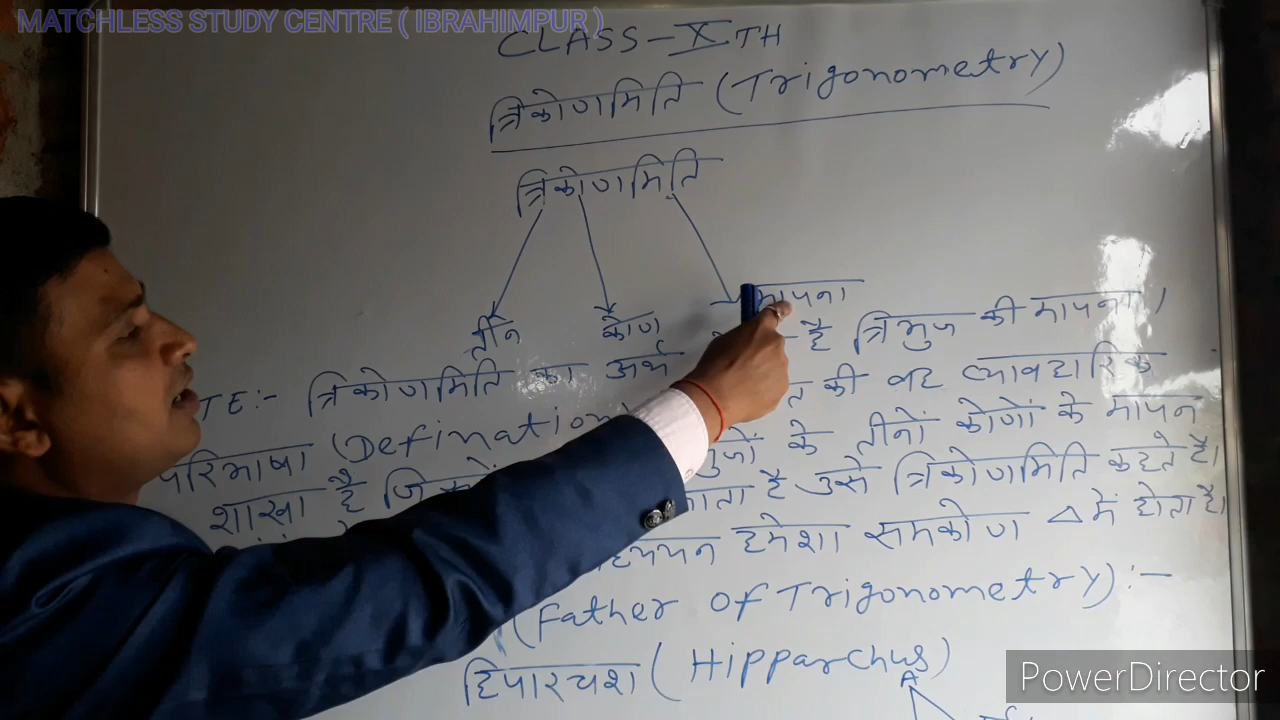 MATCHLESS STUDY CENTRE ( IBRAHIMPUR )
CLASS-XTH
त्रिकोणमिति (Trigonometry)
त्रिकोणमिति
तीन कोण मापना
TE:- त्रिकोणमिति का अर्थ है त्रिभुज की मापना।
परिभाषा (Defination की वह व्यावहारिक
शाख़ा है के तीनों कोणों के मापन
है उसे त्रिकोणमिति कहते हैं।
हमेशा समकोण Δ में होता है।
(Father of Trigonometry):-
हिपारचश (Hipparchus)
A
PowerDirector